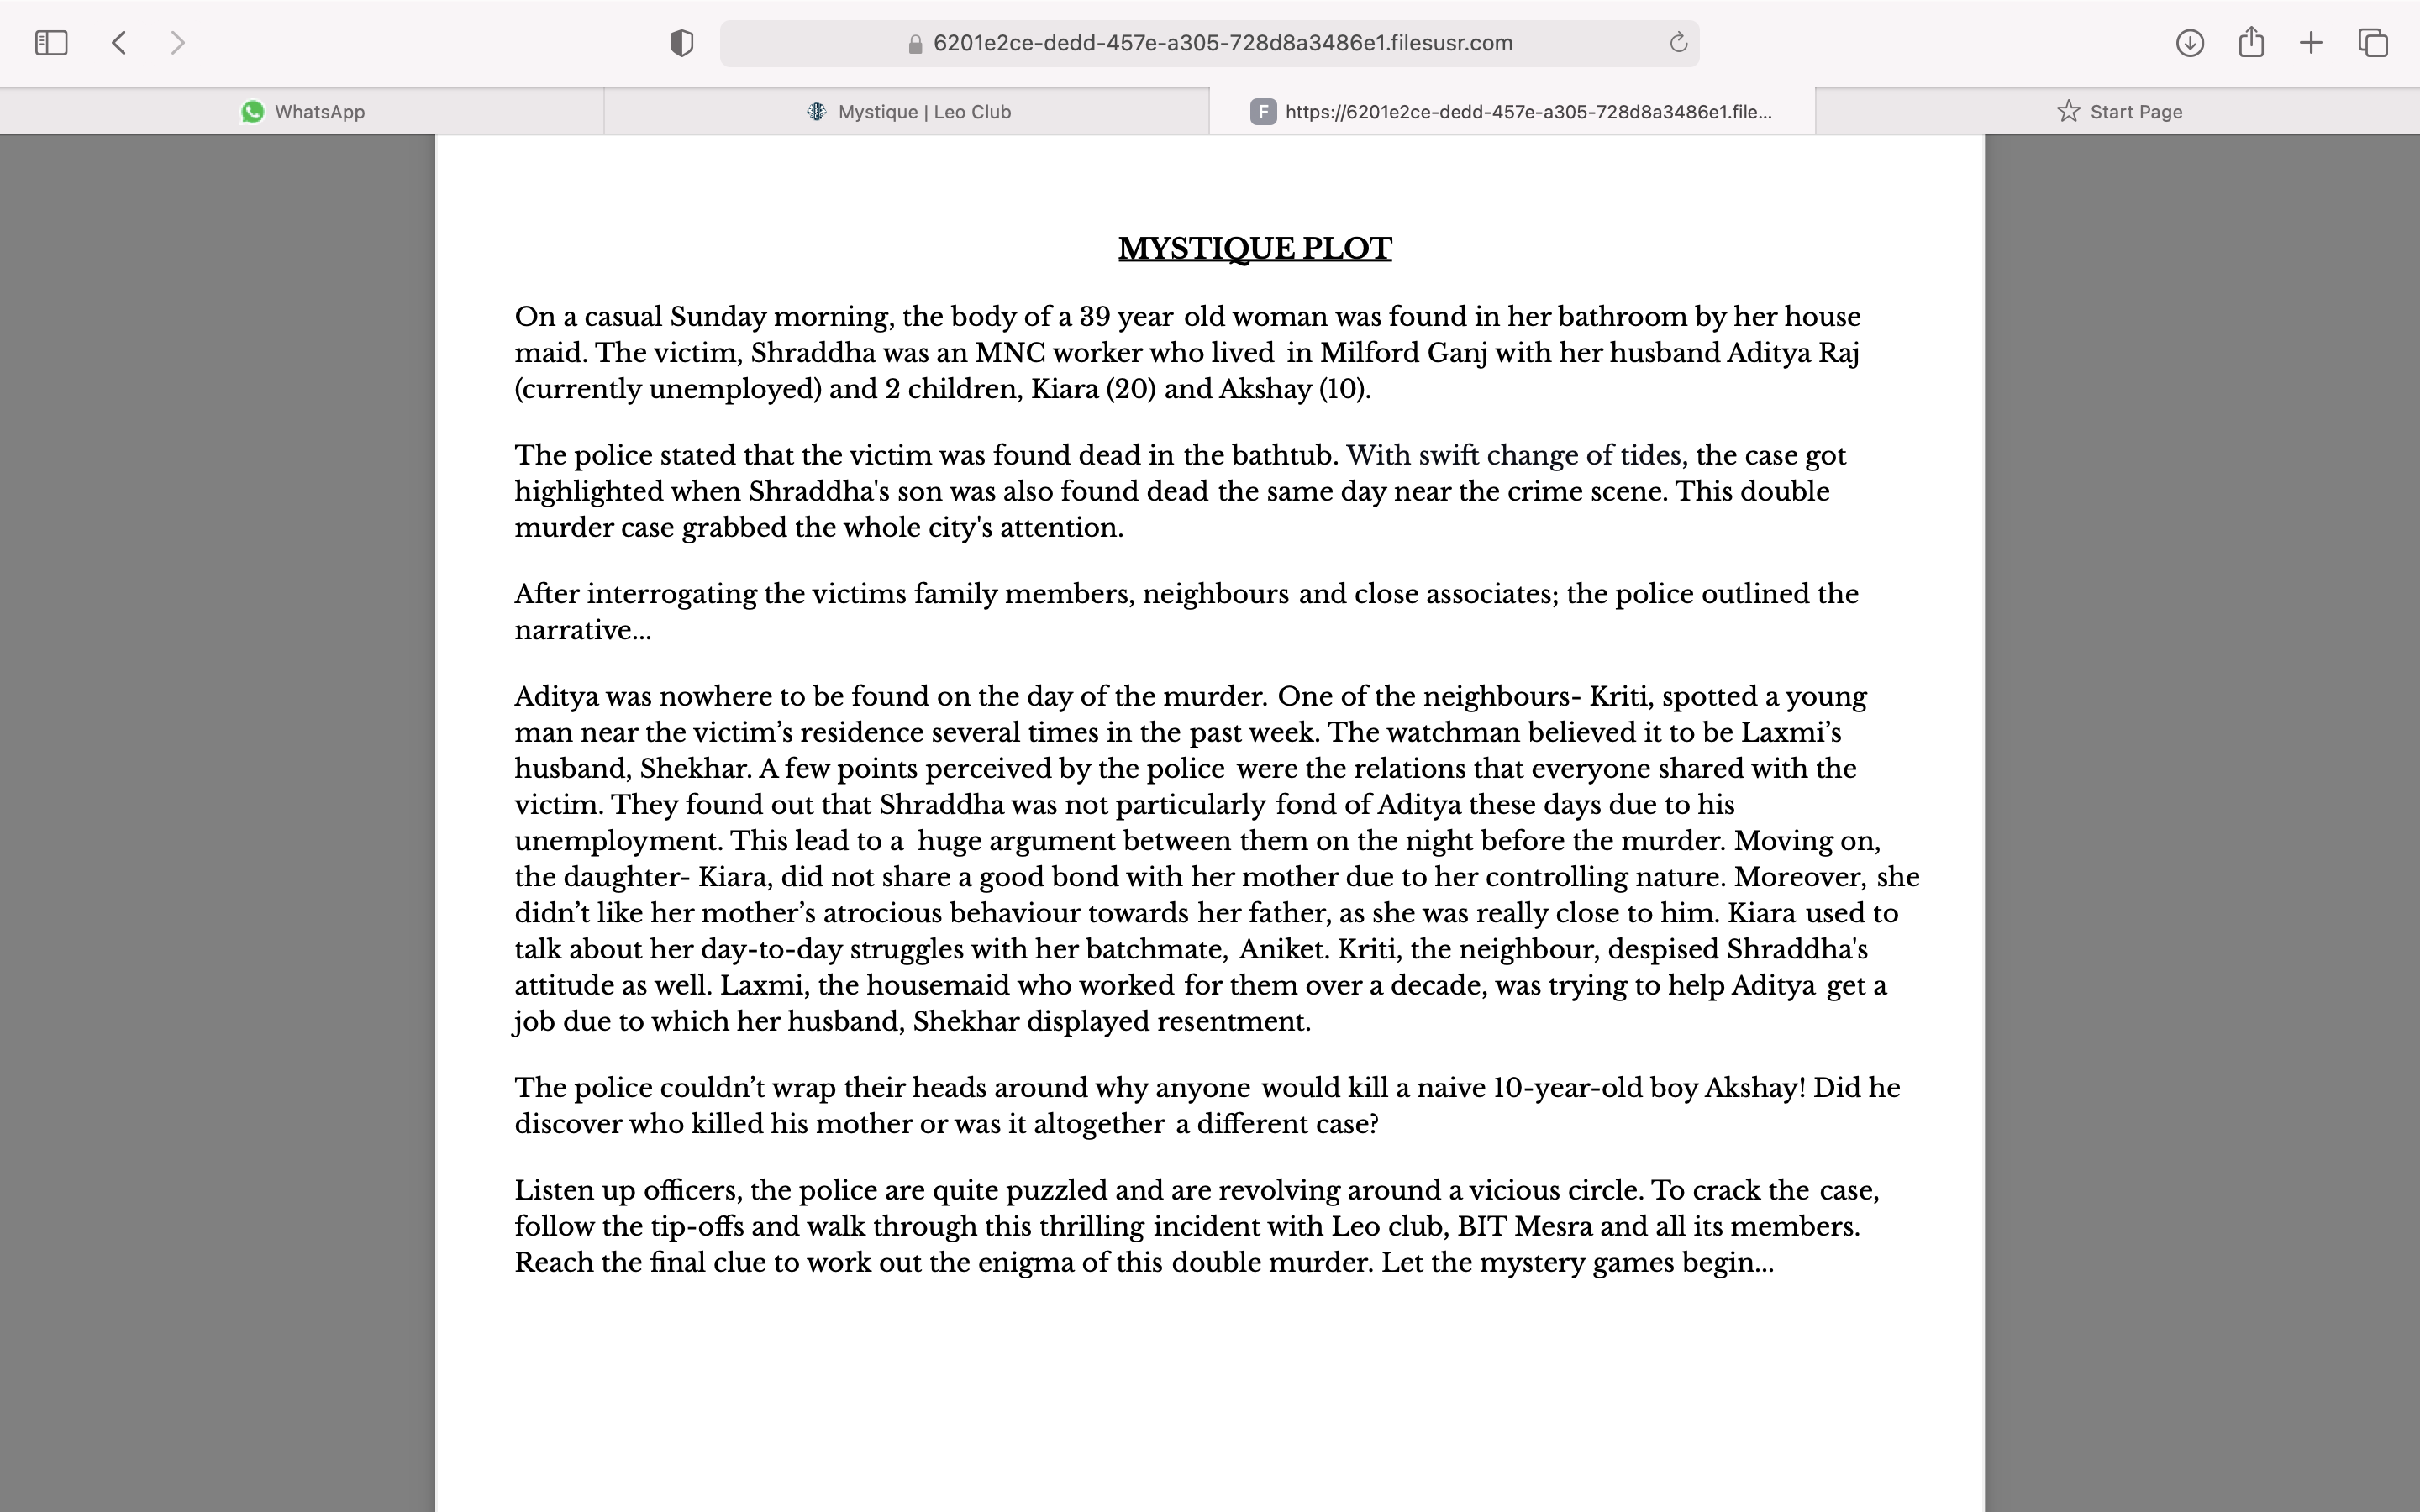 6201e2ce-dedd-457e-a305-728d8a3486e1.filesusr.com
WhatsApp
Mystique | Leo Club
F https://6201e2ce-dedd-457e-a305-728d8a3486e1.file...
Start Page
MYSTIQUE PLOT
On a casual Sunday morning, the body of a 39 year old woman was found in her bathroom by her house
maid. The victim, Shraddha was an MNC worker who lived in Milford Ganj with her husband Aditya Raj
(currently unemployed) and 2 children, Kiara (20) and Akshay (10).
The police stated that the victim was found dead in the bathtub. With swift change of tides, the case got
highlighted when Shraddha's son was also found dead the same day near the crime scene. This double
murder case grabbed the whole city's attention.
After interrogating the victims family members, neighbours and close associates; the police outlined the
narrative...
Aditya was nowhere to be found on the day of the murder. One of the neighbours- Kriti, spotted a young
man near the victim’s residence several times in the past week. The watchman believed it to be Laxmi’s
husband, Shekhar. A few points perceived by the police were the relations that everyone shared with the
victim. They found out that Shraddha was not particularly fond of Aditya these days due to his
unemployment. This lead to a huge argument between them on the night before the murder. Moving on,
the daughter- Kiara, did not share a good bond with her mother due to her controlling nature. Moreover, she
didn’t like her mother’s atrocious behaviour towards her father, as she was really close to him. Kiara used to
talk about her day-to-day struggles with her batchmate, Aniket. Kriti, the neighbour, despised Shraddha's
attitude as well. Laxmi, the housemaid who worked for them over a decade, was trying to help Aditya get a
job due to which her husband, Shekhar displayed resentment.
The police couldn’t wrap their heads around why anyone would kill a naive 10-year-old boy Akshay! Did he
discover who killed his mother or was it altogether a different case?
Listen up officers, the police are quite puzzled and are revolving around a vicious circle. To crack the case,
follow the tip-offs and walk through this thrilling incident with Leo club, BIT Mesra and all its members.
Reach the final clue to work out the enigma of this double murder. Let the mystery games begin...